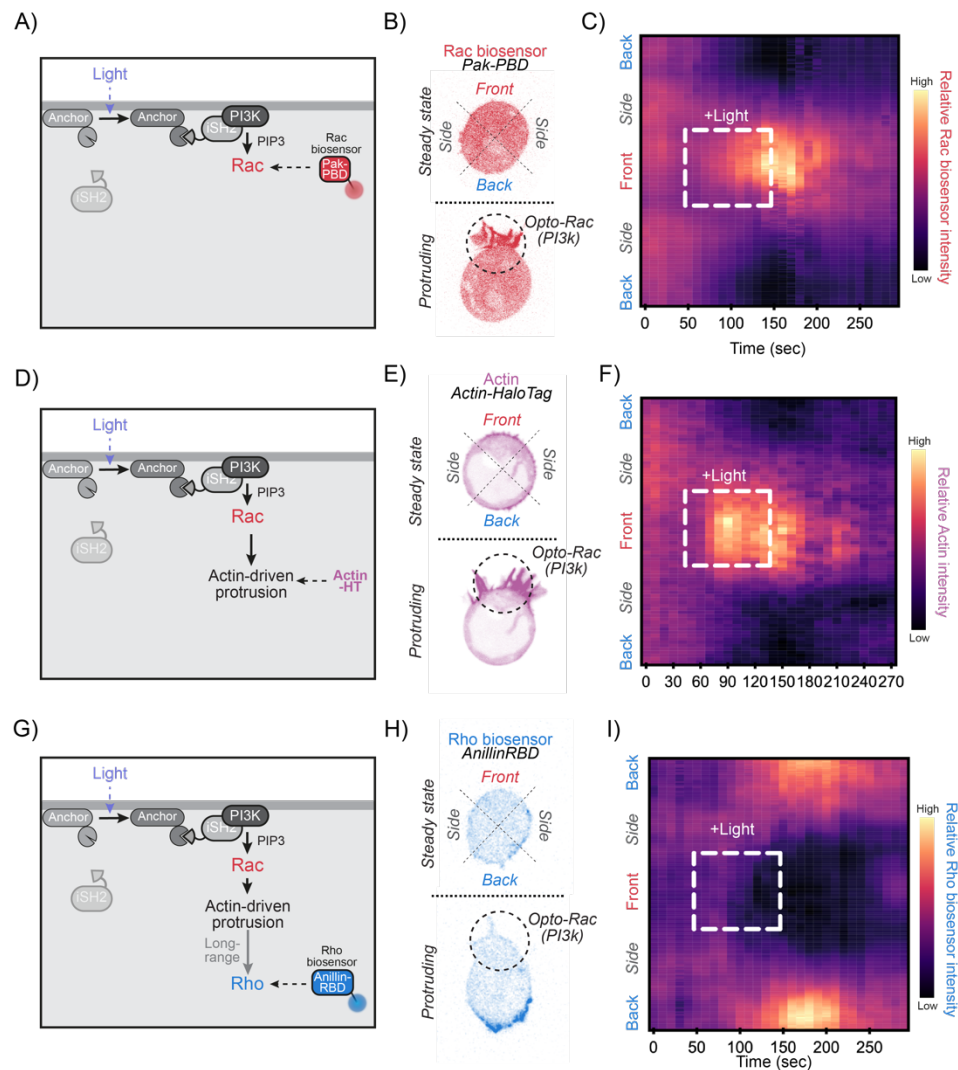 A)
Light
Anchor
Anchor
iSH2
PI3K
PIP3
Rac
Rac
biosensor
Pak-
PBD
iSH2
B)
Rac biosensor
Pak-PBD
Steady state
Front
Side
Side
Back
Protruding
Opto-Rac
(PI3k)
C)
Back
Side
Front
Side
Back
+Light
0 50 100 150 200 250
Time (sec)
High
Low
Relative Rac biosensor intensity
D)
Light
Anchor
Anchor
iSH2
PI3K
PIP3
Rac
iSH2
Actin-driven
protrusion
Actin
-HT
E)
Actin
Actin-HaloTag
Steady state
Front
Side
Side
Back
Protruding
Opto-Rac
(PI3k)
F)
Back
Side
Front
Side
Back
+Light
0 30 60 90 120 150 180 210 240 270
High
Low
Relative Actin intensity
G)
Light
Anchor
Anchor
iSH2
PI3K
PIP3
Rac
iSH2
Actin-driven
protrusion
Long-
range
Rho
Rho
biosensor
Anillin-
RBD
H)
Rho biosensor
AnillinRBD
Steady state
Front
Side
Side
Back
Protruding
Opto-Rac
(PI3k)
I)
Back
Side
Front
Side
Back
+Light
0 50 100 150 200 250
Time (sec)
High
Low
Relative Rho biosensor intensity